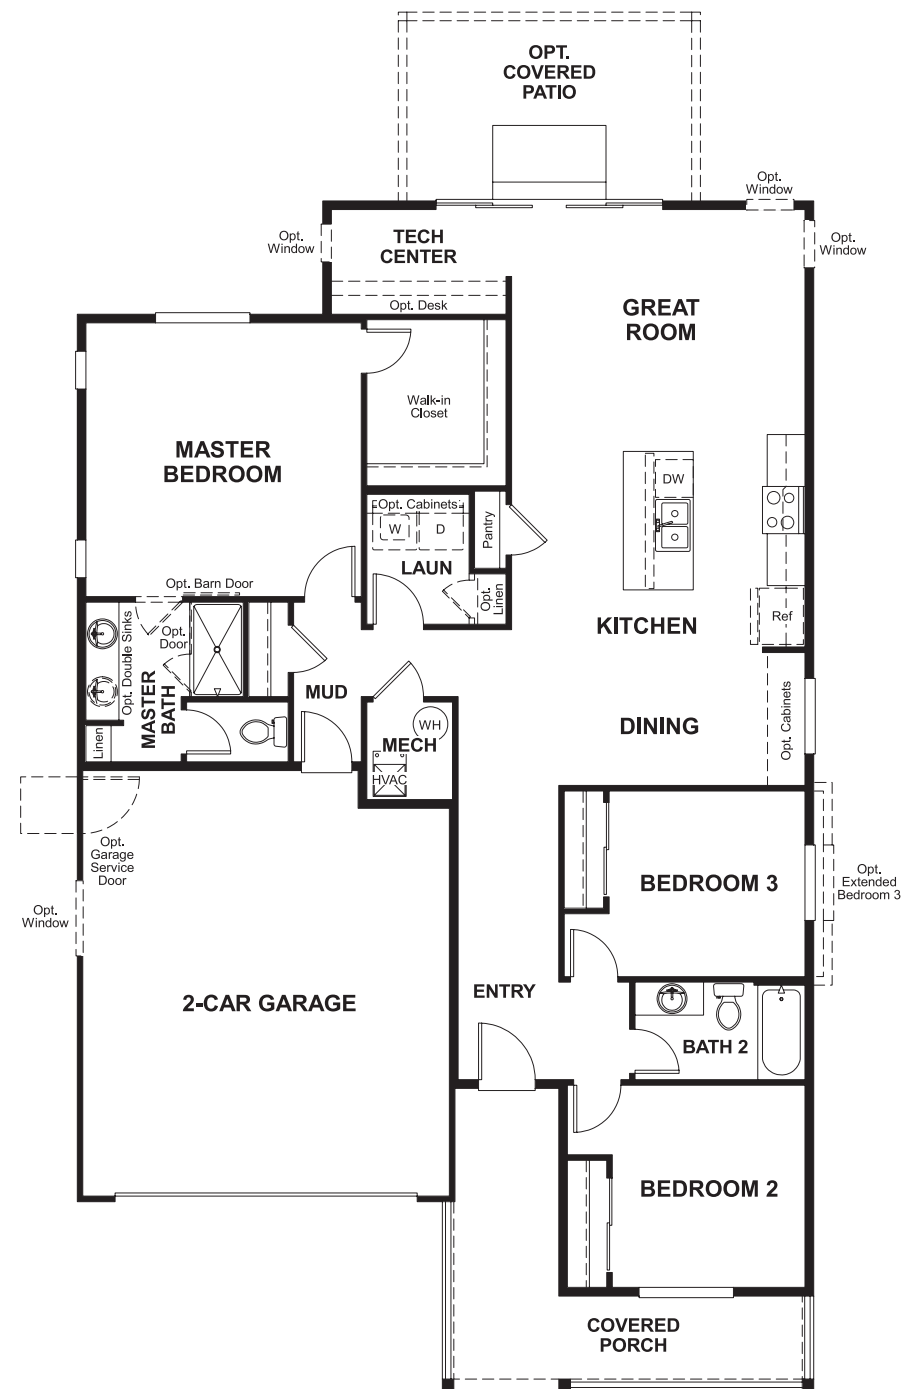 OPT.
COVERED
PATIO
Opt.
Window
Opt.
Window
TECH
CENTER
Opt.
Window
Opt. Desk
GREAT
ROOM
Walk-in
Closet
MASTER
BEDROOM
DW
Opt. Cabinets
W
D
Pantry
LAUN
Opt.
Linen
Opt. Barn Door
Opt. Double Sinks
Opt.
Door
Ref
KITCHEN
MASTER
BATH
MUD
Linen
WH
MECH
HVAC
DINING
Opt. Cabinets
Opt.
Garage
Service
Door
Opt.
Window
BEDROOM 3
Opt.
Extended
Bedroom 3
2-CAR GARAGE
ENTRY
BATH 2
BEDROOM 2
COVERED
PORCH